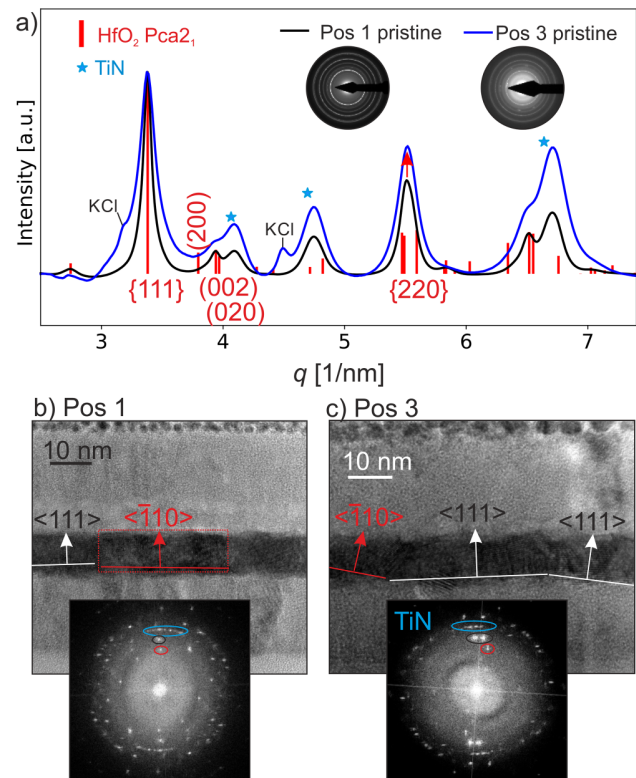 a)
HfO₂ Pca2₁
TiN
Pos 1 pristine
Pos 3 pristine
Intensity [a.u.]
KCl
(200)
KCl
{111}
(002)
(020)
{220}
3 4 5 6 7
q [1/nm]
b) Pos 1
c) Pos 3
10 nm
10 nm
<111>
<1̅10>
<1̅10>
<111>
<111>
TiN